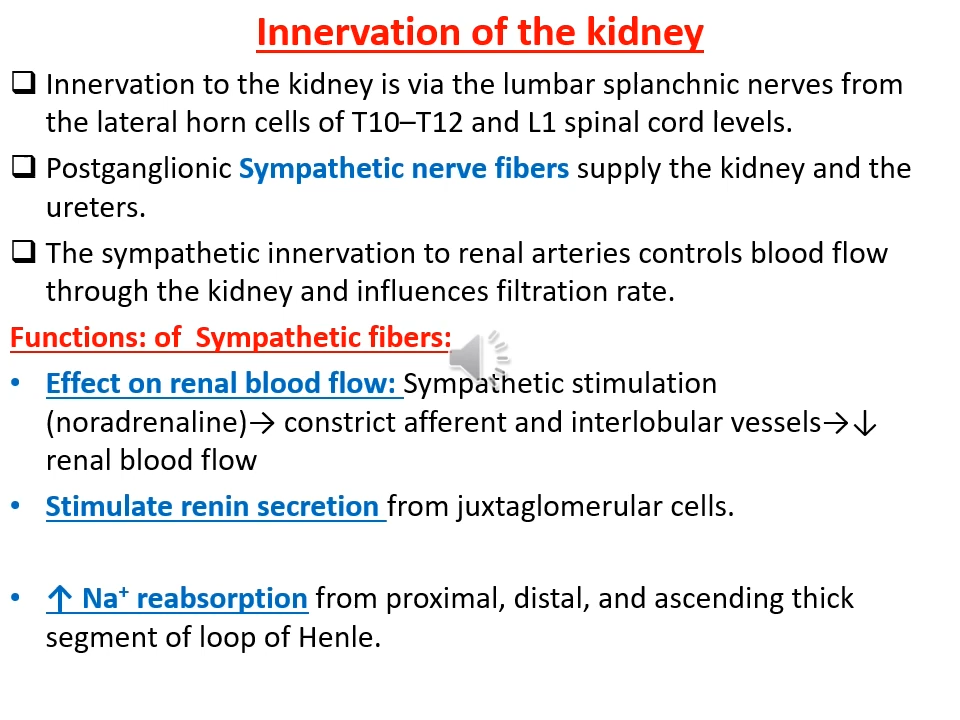 Innervation of the kidney
❑ Innervation to the kidney is via the lumbar splanchnic nerves from
the lateral horn cells of T10–T12 and L1 spinal cord levels.
❑ Postganglionic Sympathetic nerve fibers supply the kidney and the
ureters.
❑ The sympathetic innervation to renal arteries controls blood flow
through the kidney and influences filtration rate.
Functions: of Sympathetic fibers:
• Effect on renal blood flow: Sympathetic stimulation
(noradrenaline)→ constrict afferent and interlobular vessels→↓
renal blood flow
• Stimulate renin secretion from juxtaglomerular cells.
• ↑ Na⁺ reabsorption from proximal, distal, and ascending thick
segment of loop of Henle.